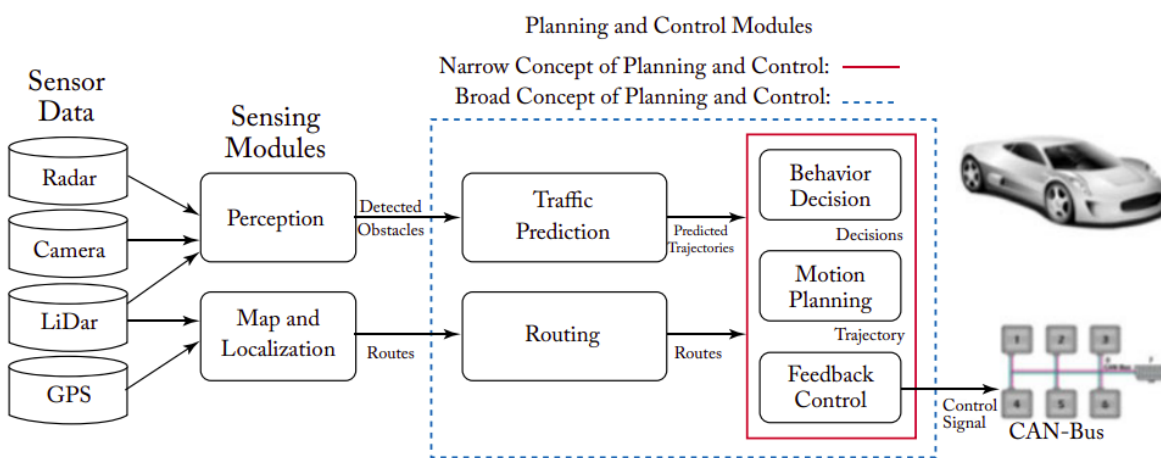 Planning and Control Modules
Narrow Concept of Planning and Control:
Broad Concept of Planning and Control:
Sensor
Data
Radar
Camera
LiDar
GPS
Sensing
Modules
Perception
Map and
Localization
Detected
Obstacles
Routes
Traffic
Prediction
Routing
Predicted
Trajectories
Routes
Behavior
Decision
Decisions
Motion
Planning
Trajectory
Feedback
Control
Control
Signal
1
2
3
CAN Bus
4
5
6
CAN-Bus